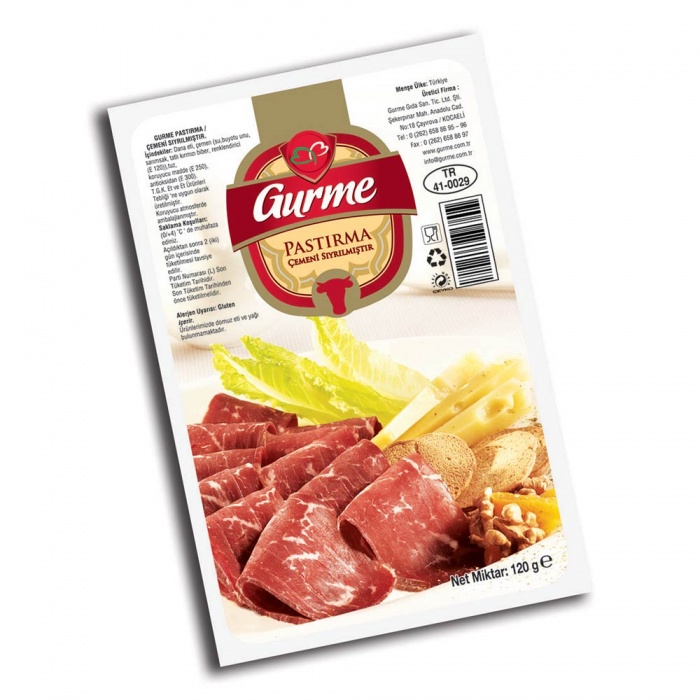 GURME PASTIRMA /
ÇEMENİ SIYRILMIŞTIR.
İçindekiler: Dana eti, çemen (su,buyotu unu,
sarımsak, tatlı kırmızı biber, renklendirici
(E 120)),tuz,
koruyucu madde (E 250),
antioksidan (E 300).
T.G.K. Et ve Et Ürünleri
Tebliği 'ne uygun olarak
üretilmiştir.
Koruyucu atmosferde
ambalajlanmıştır.
Saklama Koşulları:
(0/+4) °C ' de muhafaza
ediniz.
Açıldıktan sonra 2 (iki)
gün içerisinde
tüketilmesi tavsiye
edilir.
Parti Numarası (L) Son
Tüketim Tarihidir.
Son Tüketim Tarihinden
önce tüketilmelidir.
Alerjen Uyarısı: Gluten
içerir.
Ürünlerimizde domuz eti ve yağı
bulunmamaktadır.
Gurme
PASTIRMA
ÇEMENİ SIYRILMIŞTIR
Menşe Ülke: Türkiye
Üretici Firma :
Gurme Gıda San. Tic. Ltd. Şti.
Şekerpınar Mah. Anadolu Cad.
No:18 Çayırova / KOCAELİ
Tel : 0 (262) 658 86 95 – 96
Fax : 0 (262) 658 86 97
www.gurme.com.tr
info@gurme.com.tr
TR
41-0029
ÇEVKO
Net Miktar: 120 g e